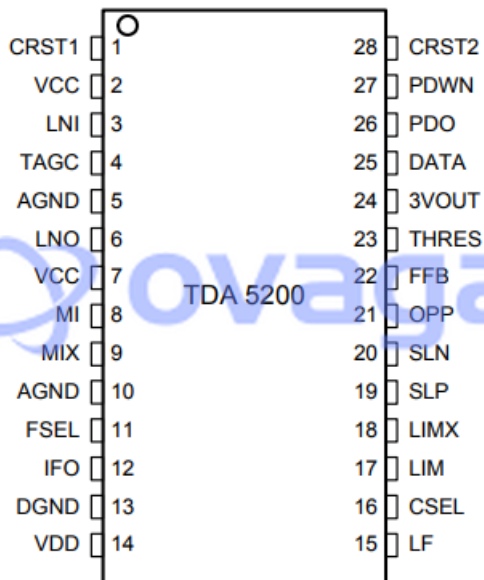 CRST1 1 28 CRST2
VCC 2 27 PDWN
LNI 3 26 PDO
TAGC 4 25 DATA
AGND 5 24 3VOUT
LNO 6 23 THRES
VCC 7 22 FFB
TDA 5200
MI 8 21 OPP
MIX 9 20 SLN
AGND 10 19 SLP
FSEL 11 18 LIMX
IFO 12 17 LIM
DGND 13 16 CSEL
VDD 14 15 LF
ovaga